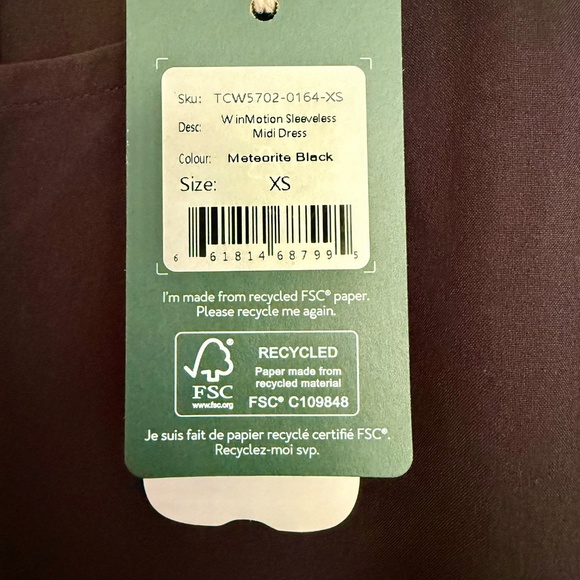 Sku: TCW5702-0164-XS
Desc: WinMotion Sleeveless
Midi Dress
Colour: Meteorite Black
Size: XS
6 61814 68799 5
I'm made from recycled FSC® paper.
Please recycle me again.
FSC
www.fsc.org
RECYCLED
Paper made from
recycled material
FSC® C109848
Je suis fait de papier recyclé certifié FSC®.
Recyclez-moi svp.